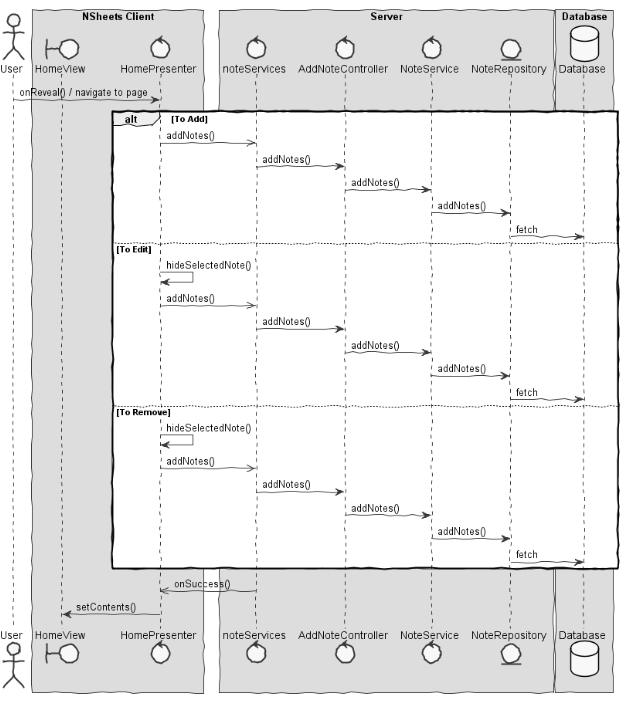 NSheets Client Server Database
User HomeView HomePresenter noteServices AddNoteController NoteService NoteRepository Database
onReveal() / navigate to page
alt [To Add]
addNotes()
addNotes()
addNotes()
addNotes()
fetch
[To Edit]
hideSelectedNote()
addNotes()
addNotes()
addNotes()
addNotes()
fetch
[To Remove]
hideSelectedNote()
addNotes()
addNotes()
addNotes()
addNotes()
fetch
onSuccess()
setContents()
User HomeView HomePresenter noteServices AddNoteController NoteService NoteRepository Database